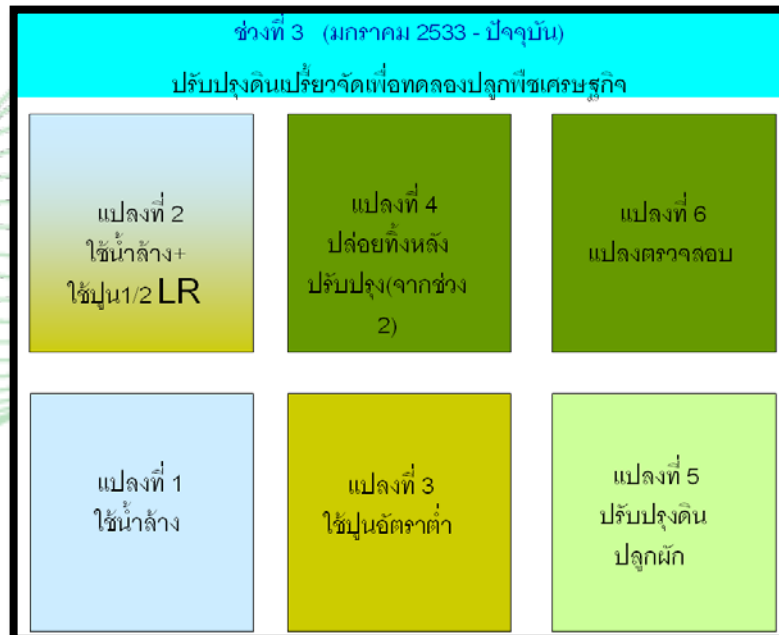 ช่วงที่ 3 (มกราคม 2533 - ปัจจุบัน)
ปรับปรุงดินเปรี้ยวจัดเพื่อทดลองปลูกพืชเศรษฐกิจ
แปลงที่ 2
ใช้น้ำล้าง+
ใช้ปูน1/2 LR
แปลงที่ 4
ปล่อยทิ้งหลัง
ปรับปรุง(จากช่วง
2)
แปลงที่ 6
แปลงตรวจสอบ
แปลงที่ 1
ใช้น้ำล้าง
แปลงที่ 3
ใช้ปูนอัตราต่ำ
แปลงที่ 5
ปรับปรุงดิน
ปลูกผัก